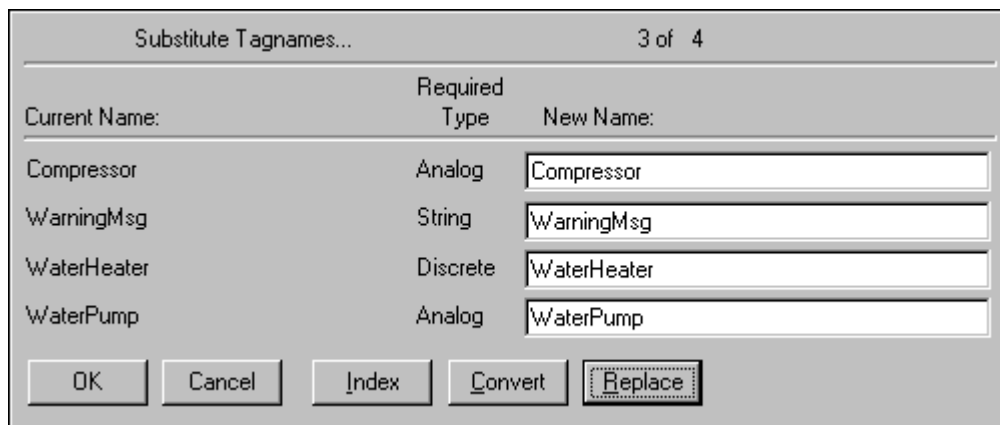 Substitute Tagnames... 3 of 4
Required
Current Name: Type New Name:
Compressor Analog Compressor
WarningMsg String WarningMsg
WaterHeater Discrete WaterHeater
WaterPump Analog WaterPump
OK Cancel Index Convert Replace